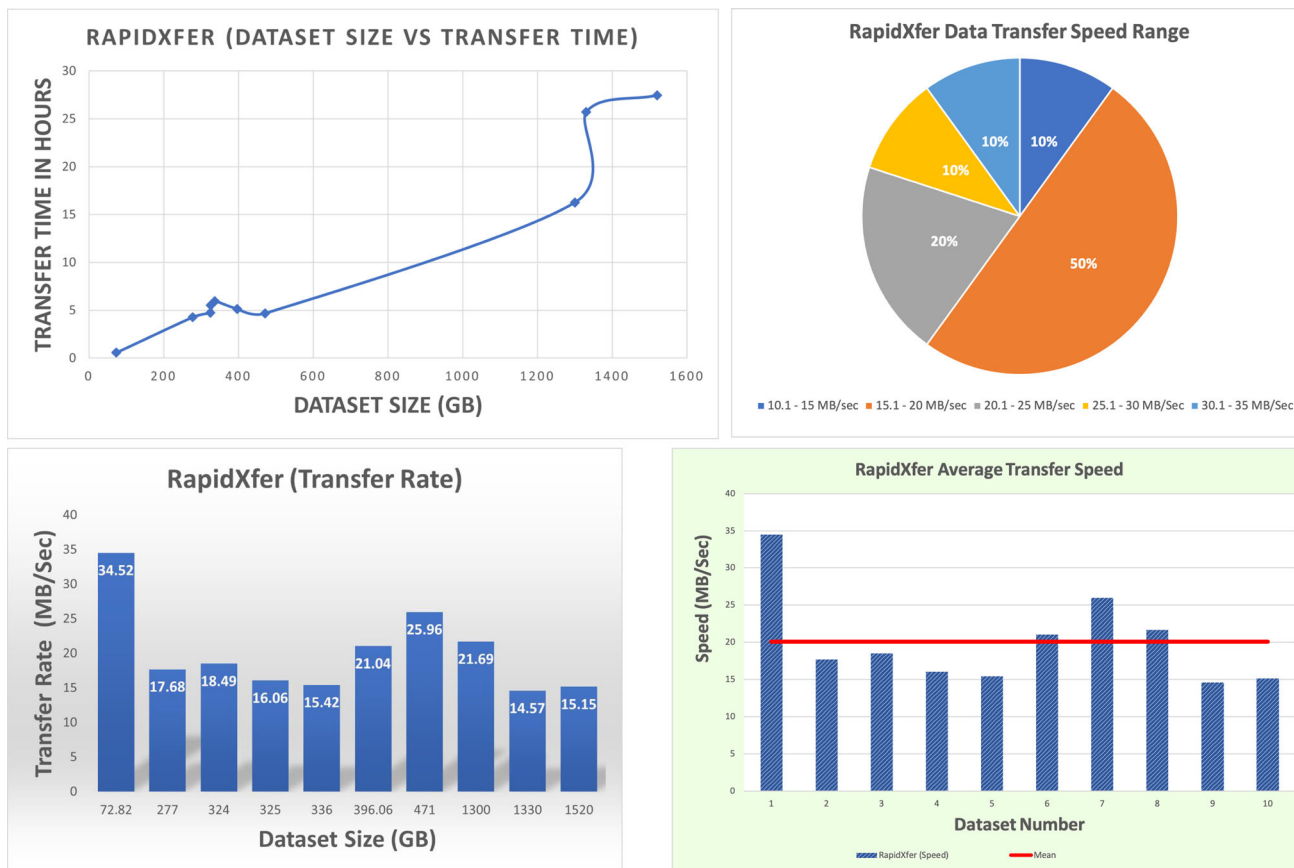 RAPIDXFER (DATASET SIZE VS TRANSFER TIME)
TRANSFER TIME IN HOURS
30
25
20
15
10
5
0
0 200 400 600 800 1000 1200 1400 1600
DATASET SIZE (GB)
RapidXfer Data Transfer Speed Range
10%
10%
10%
20%
50%
10.1 - 15 MB/sec 15.1 - 20 MB/sec 20.1 - 25 MB/sec 25.1 - 30 MB/Sec 30.1 - 35 MB/Sec
RapidXfer (Transfer Rate)
Transfer Rate (MB/Sec)
40
35
30
25
20
15
10
5
0
34.52
17.68
18.49
16.06
15.42
21.04
25.96
21.69
14.57
15.15
72.82 277 324 325 336 396.06 471 1300 1330 1520
Dataset Size (GB)
RapidXfer Average Transfer Speed
Speed (MB/Sec)
40
35
30
25
20
15
10
5
0
1 2 3 4 5 6 7 8 9 10
Dataset Number
RapidXfer (Speed) Mean